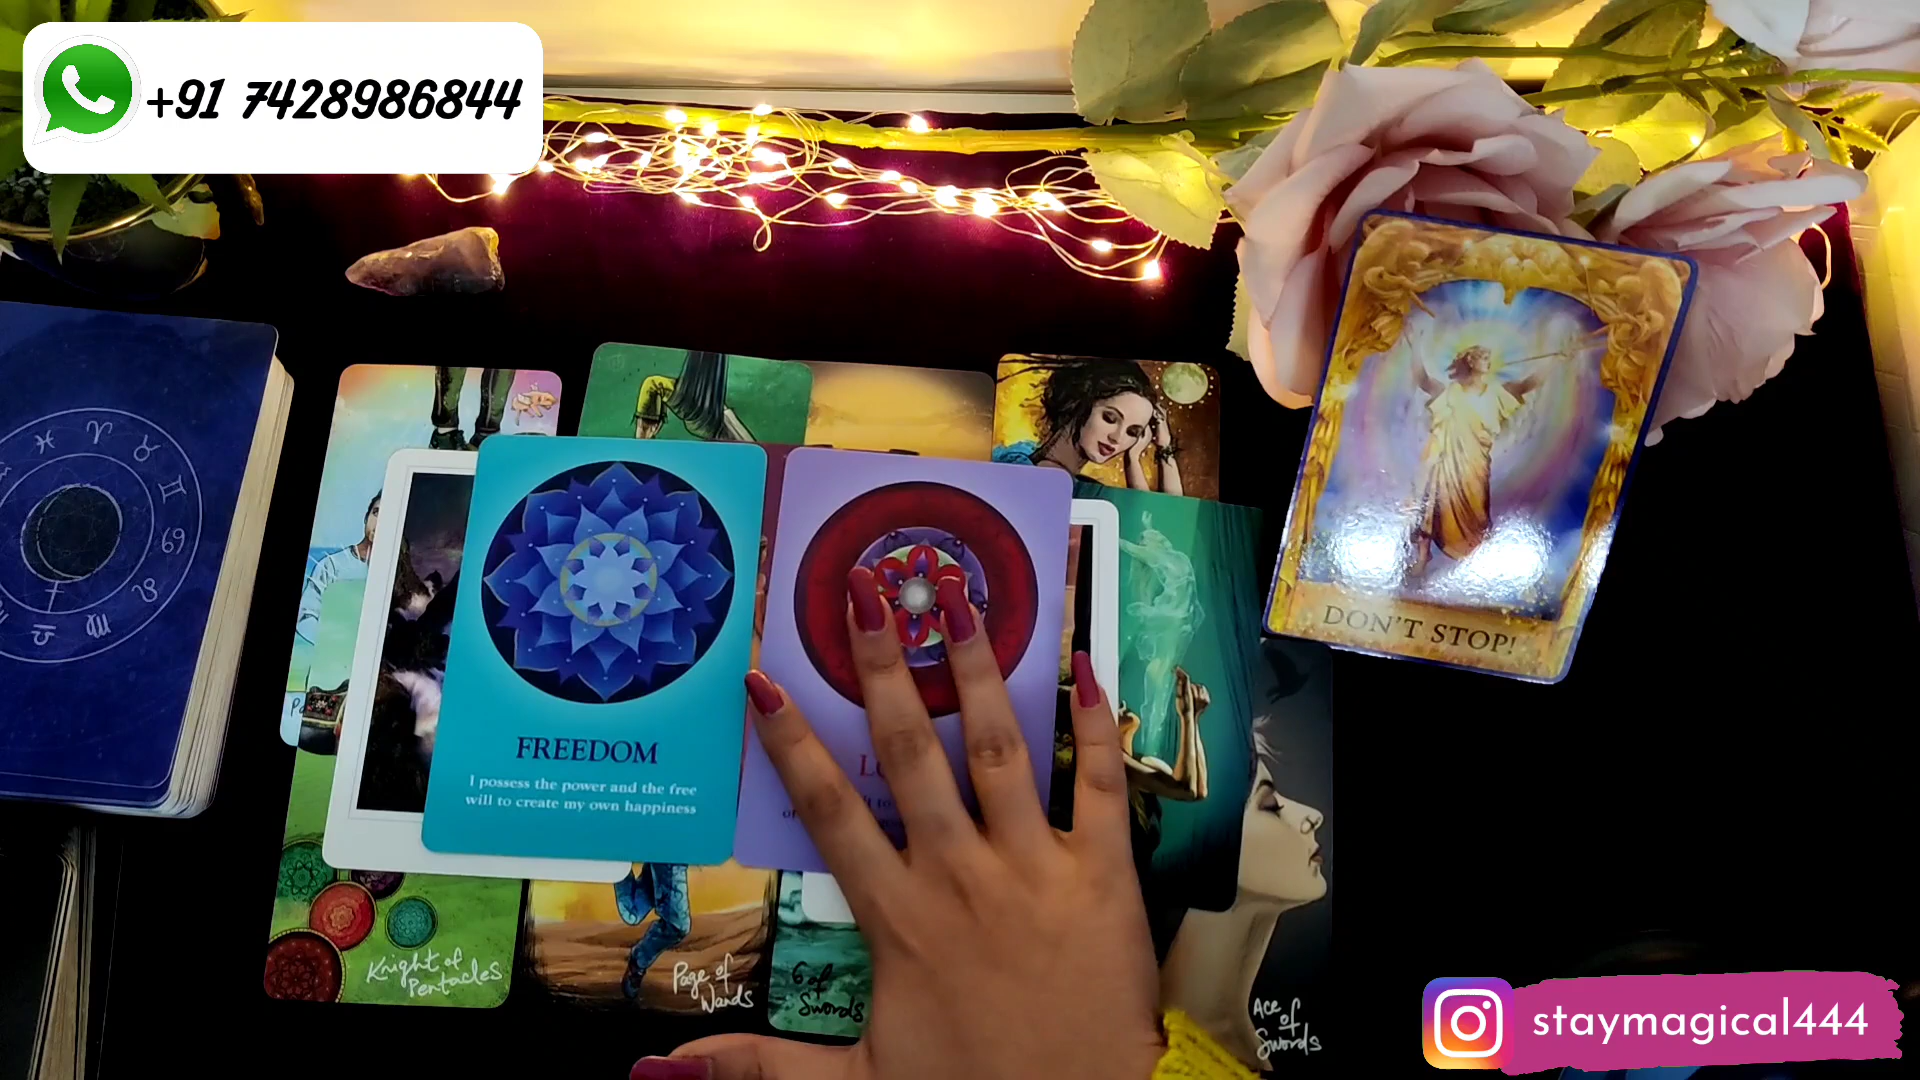 +91 7428986844
DON'T STOP!
FREEDOM
I possess the power and the free
will to create my own happiness
Knight of
Pentacles
Page of
Wands
6 of
Swords
Ace
of
Swords
staymagical444